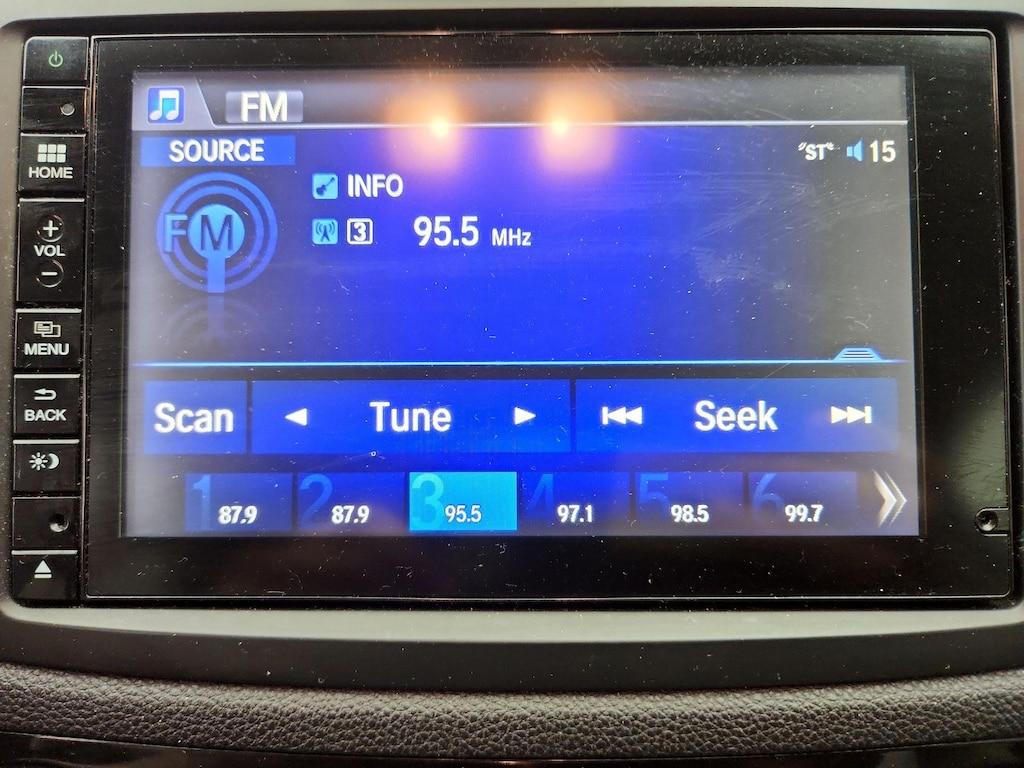 FM
SOURCE
ST 15
HOME
INFO
FM
3 95.5 MHz
+
VOL
-
MENU
BACK
Scan Tune Seek
1 87.9 2 87.9 3 95.5 4 97.1 5 98.5 6 99.7